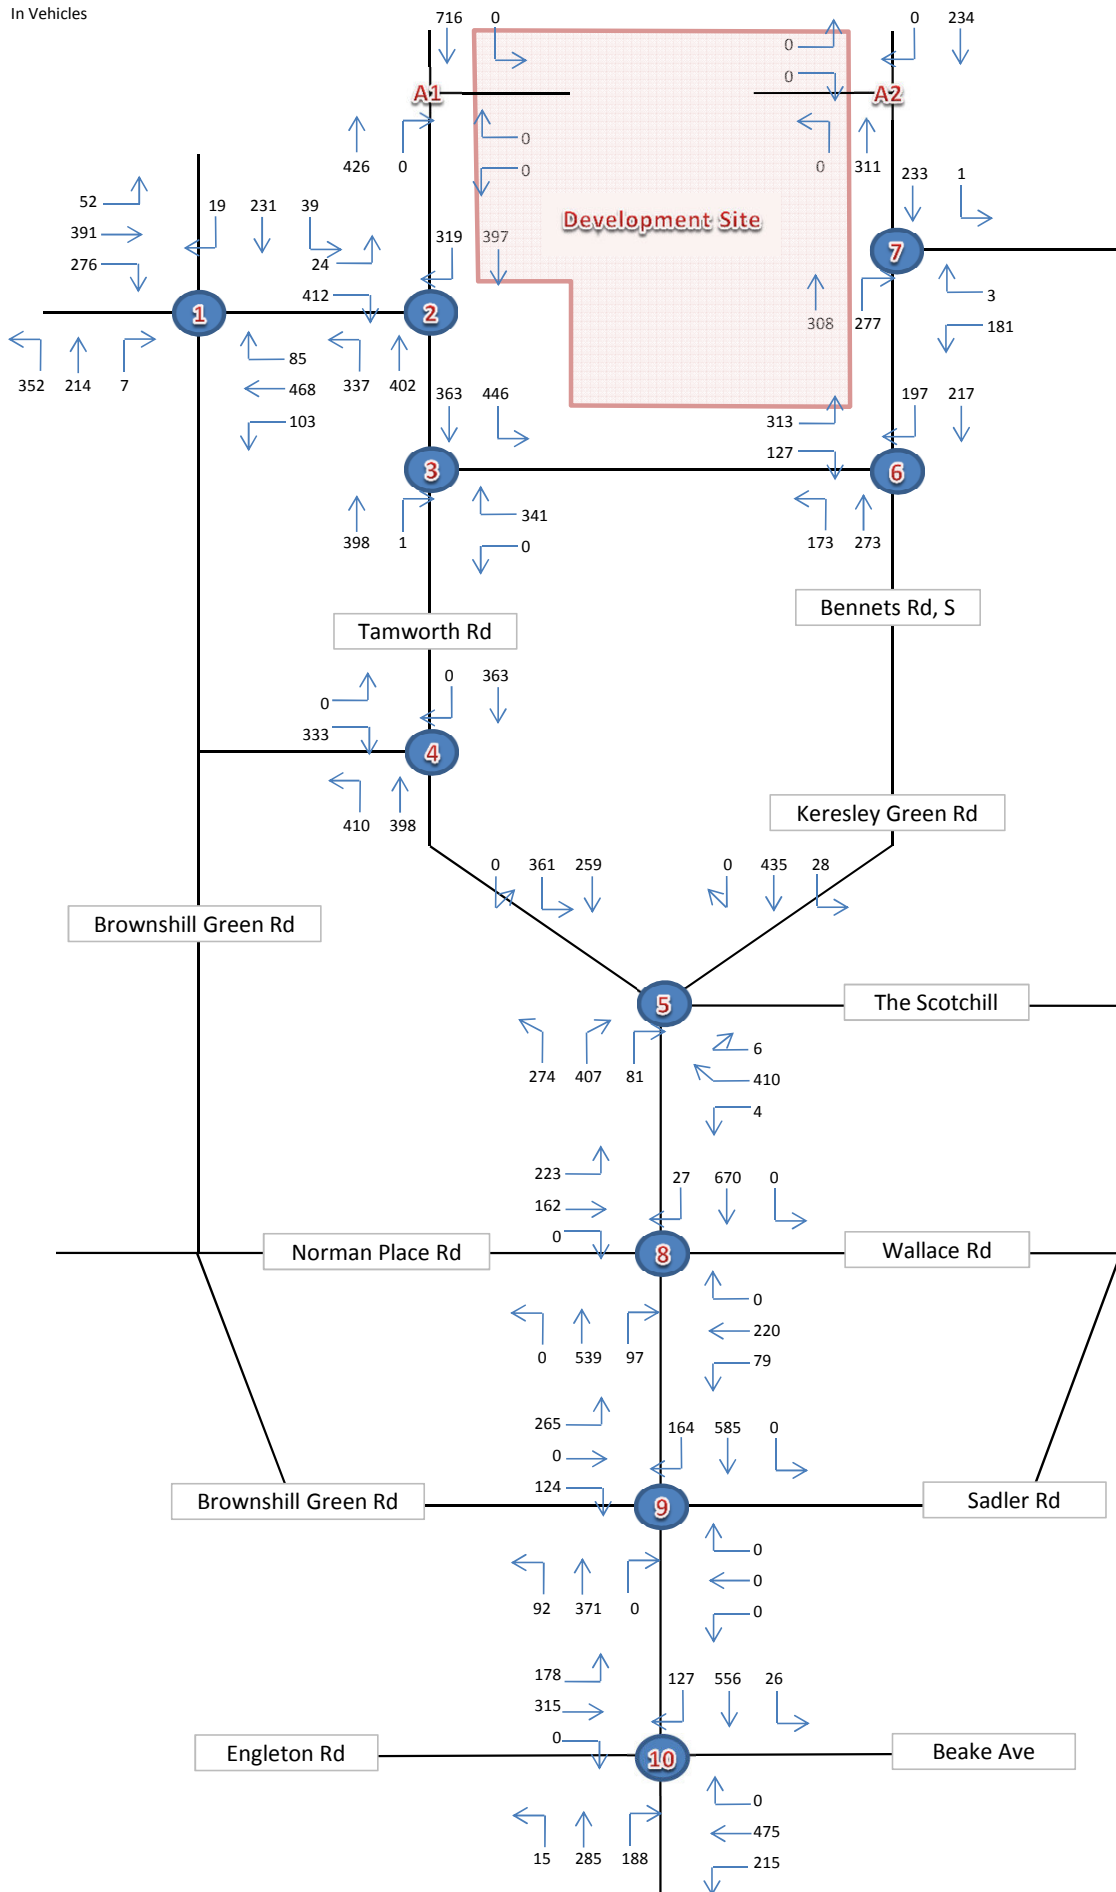 In Vehicles
716 0
0
0 234
0
A1
A2
426 0
0
0
0 311
52
19 231 39
391
276
24
319 397
Development Site
233 1
412
1
2
7
308 277
3
181
352 214 7
85
468
103
337 402
363 446
313
197 217
127
3
6
398 1
341
0
173 273
Bennets Rd, S
Tamworth Rd
0
0 363
333
4
410 398
Keresley Green Rd
0 361 259
0 435 28
Brownshill Green Rd
5
The Scotchill
274 407 81
6
410
4
223
27 670 0
162
0
Norman Place Rd
8
Wallace Rd
0 539 97
0
220
79
265
164 585 0
0
124
Brownshill Green Rd
9
Sadler Rd
92 371 0
0
0
0
178
127 556 26
315
0
Engleton Rd
10
Beake Ave
15 285 188
0
475
215